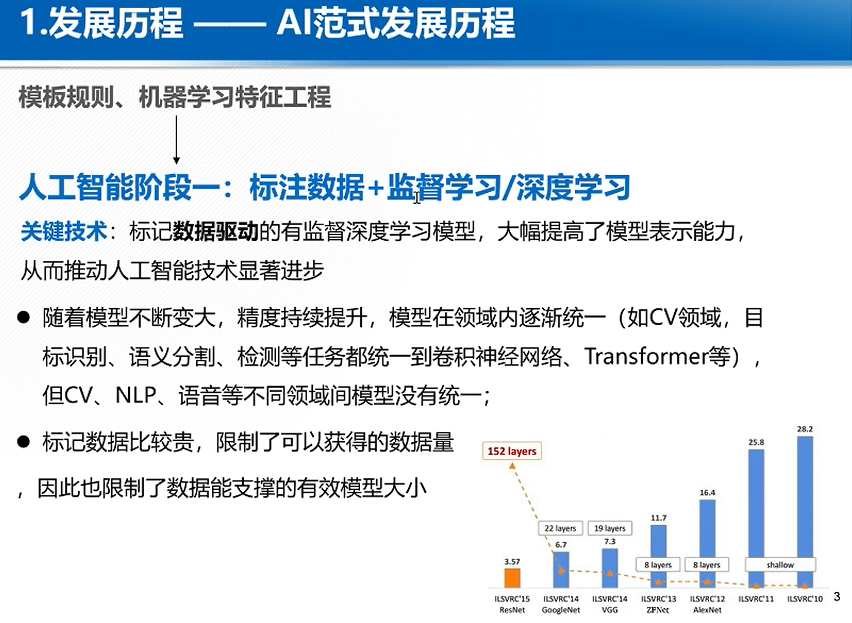 1.发展历程 —— AI范式发展历程
模板规则、机器学习特征工程
人工智能阶段一：标注数据+监督学习/深度学习
关键技术：标记数据驱动的有监督深度学习模型，大幅提高了模型表示能力，
从而推动人工智能技术显著进步
● 随着模型不断变大，精度持续提升，模型在领域内逐渐统一（如CV领域，目
标识别、语义分割、检测等任务都统一到卷积神经网络、Transformer等），
但CV、NLP、语音等不同领域间模型没有统一；
● 标记数据比较贵，限制了可以获得的数据量
，因此也限制了数据能支撑的有效模型大小
28.2
25.8
152 layers
16.4
11.7
22 layers 19 layers
6.7 7.3
3.57
8 layers 8 layers shallow
ILSVRC'15 ILSVRC'14 ILSVRC'14 ILSVRC'13 ILSVRC'12 ILSVRC'11 ILSVRC'10
ResNet GoogleNet VGG ZFNet AlexNet
3